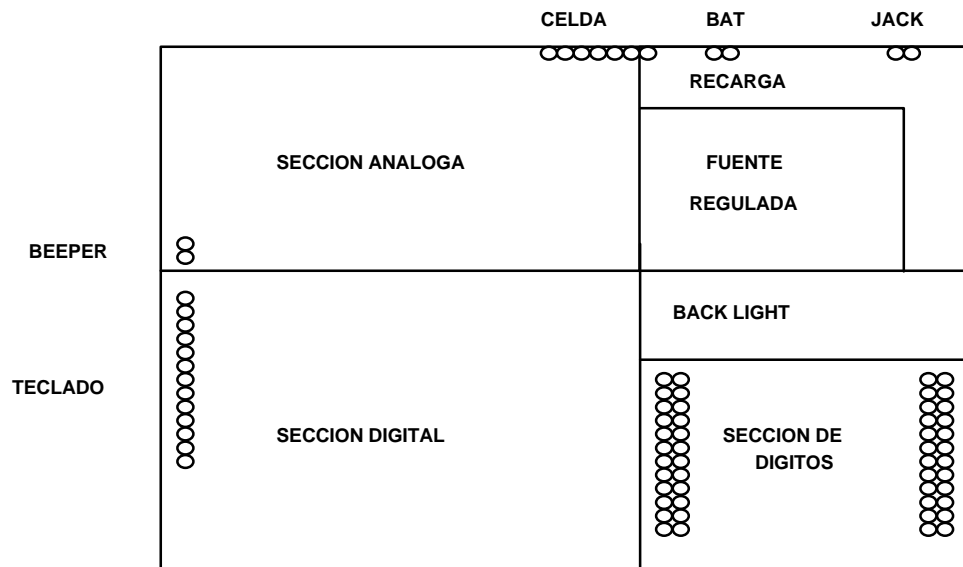 CELDA
BAT
JACK
RECARGA
SECCION ANALOGA
FUENTE
REGULADA
BEEPER
BACK LIGHT
TECLADO
SECCION DIGITAL
SECCION DE
DIGITOS